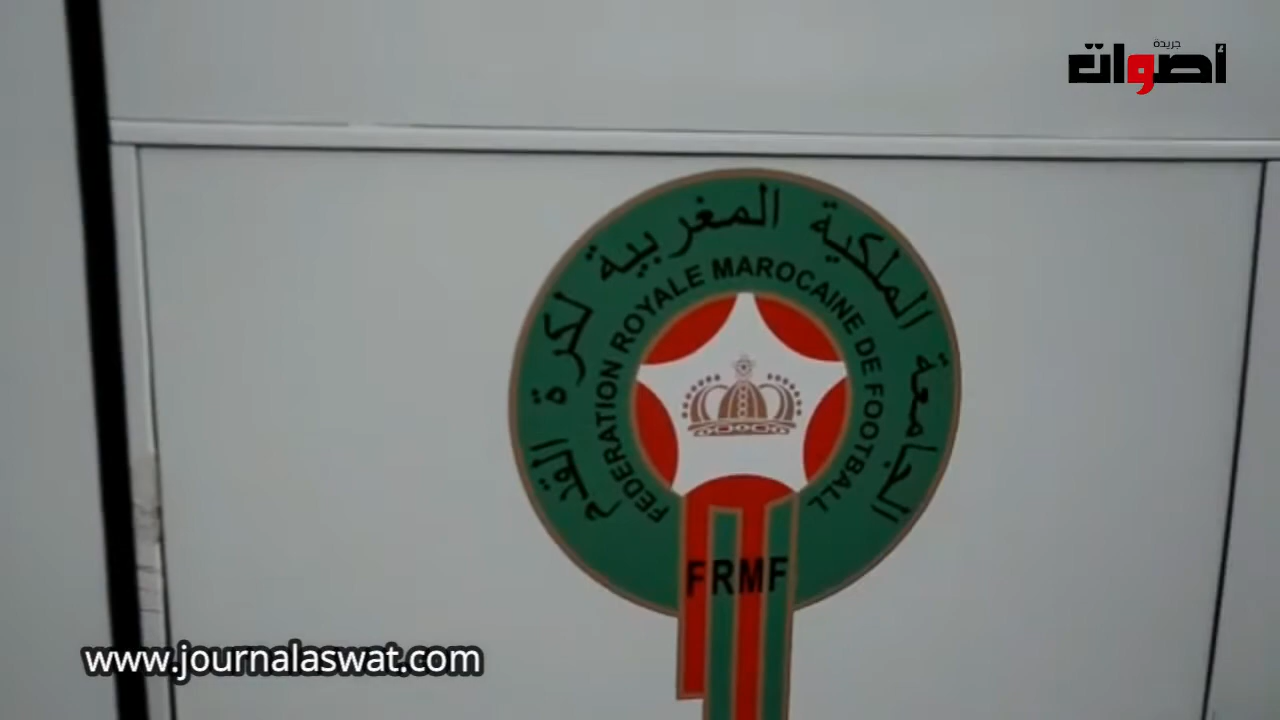 جريدة
أصوات
الجامعة الملكية المغربية لكرة القدم
FEDERATION ROYALE MAROCAINE DE FOOTBALL
FRMF
www.journalaswat.com